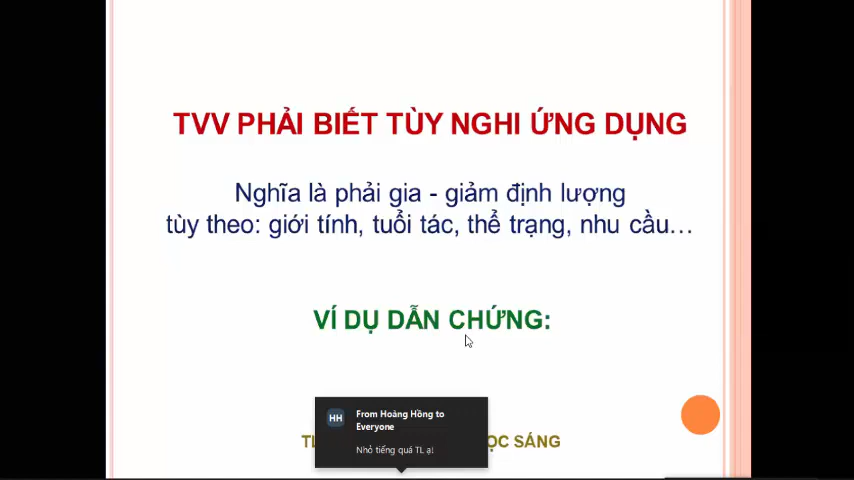 TVV PHẢI BIẾT TÙY NGHI ỨNG DỤNG
Nghĩa là phải gia - giảm định lượng
tùy theo: giới tính, tuổi tác, thể trạng, nhu cầu...
VÍ DỤ DẪN CHỨNG:
HH
From Hoàng Hồng to
Everyone
Nhỏ tiếng quá TL ạ!
SÁNG